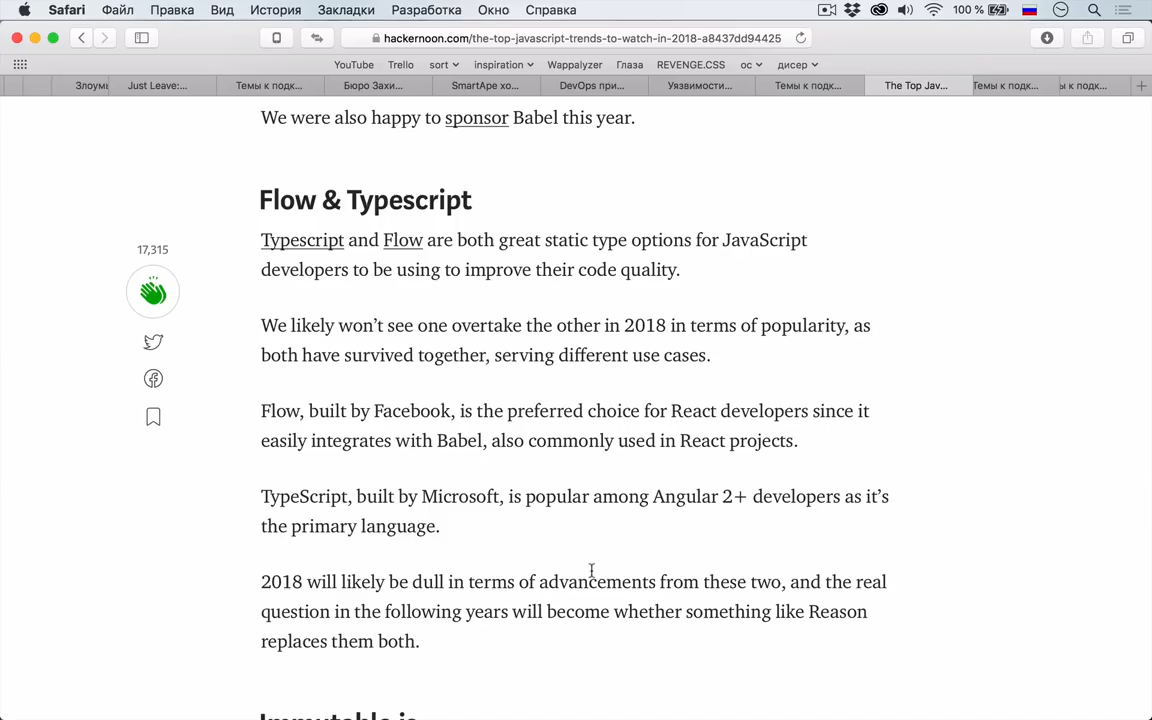 Safari Файл Правка Вид История Закладки Разработка Окно Справка 100 %
hackernoon.com/the-top-javascript-trends-to-watch-in-2018-a8437dd94425
YouTube Trello sort inspiration Wappalyzer Глаза REVENGE.CSS ос дисер
Злоумы Just Leave:... Темы к подк... Бюро Захи... SmartApe хо... DevOps при... Уязвимости... Темы к подк... The Top Jav... Темы к подк... ы к подк...
We were also happy to sponsor Babel this year.
Flow & Typescript
Typescript and Flow are both great static type options for JavaScript
developers to be using to improve their code quality.
17,315
We likely won’t see one overtake the other in 2018 in terms of popularity, as
both have survived together, serving different use cases.
Flow, built by Facebook, is the preferred choice for React developers since it
easily integrates with Babel, also commonly used in React projects.
TypeScript, built by Microsoft, is popular among Angular 2+ developers as it’s
the primary language.
2018 will likely be dull in terms of advancements from these two, and the real
question in the following years will become whether something like Reason
replaces them both.
Immutable is